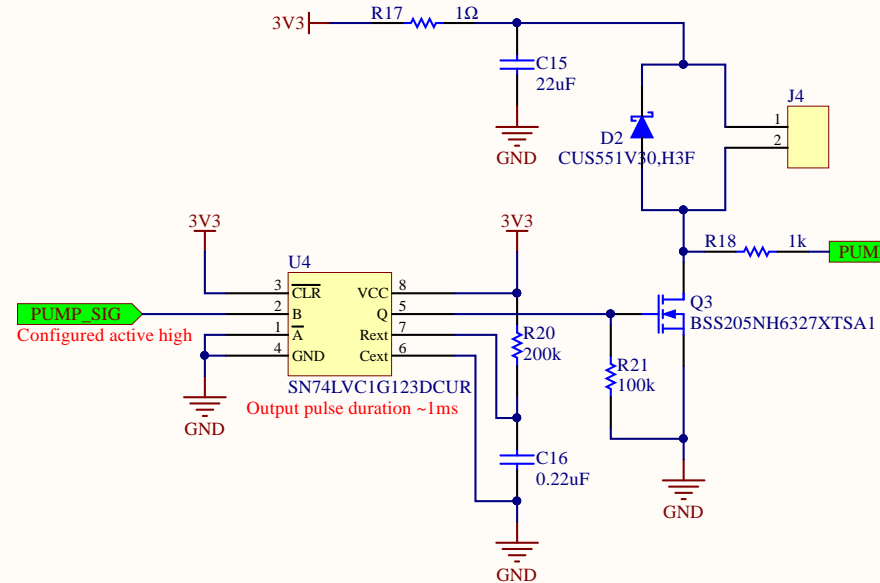 R17 1Ω
3V3
C15
22uF
GND
D2
CUS551V30,H3F
J4
1
2
3V3
3V3
U4
3 CLR VCC 8
PUMP_SIG 2 B Q 5
Configured active high
1 A Rext 7
4 GND Cext 6
SN74LVC1G123DCUR
Output pulse duration ~1ms
GND
R20
200k
R21
100k
C16
0.22uF
GND
R18 1k
Q3
BSS205NH6327XTSA1
GND